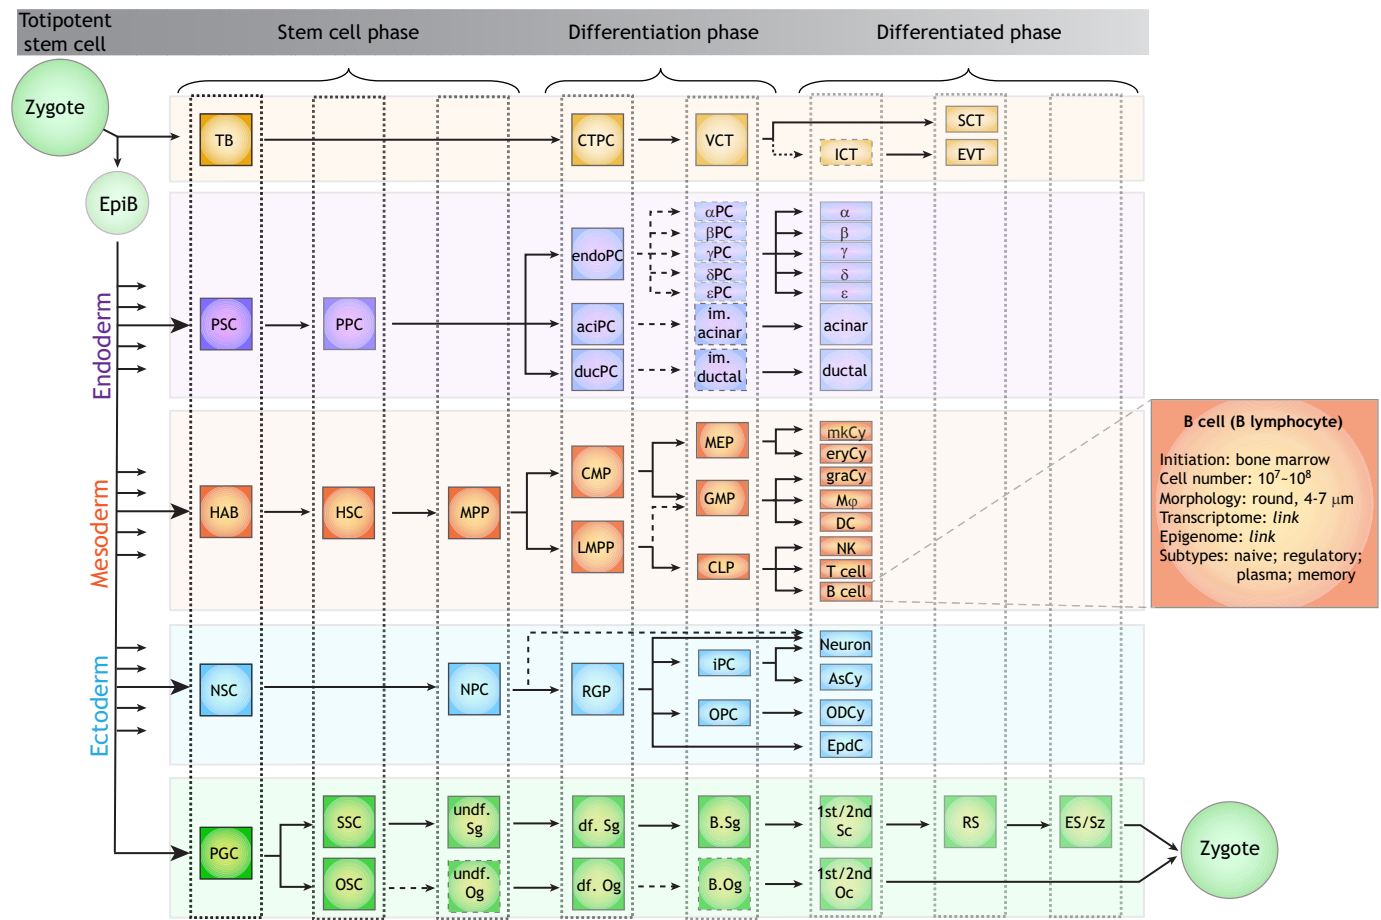 Totipotent
stem cell
Stem cell phase
Differentiation phase
Differentiated phase
Zygote
EpiB
TB
CTPC
VCT
SCT
ICT
EVT
Endoderm
PSC
PPC
endoPC
aciPC
ducPC
αPC
βPC
γPC
δPC
εPC
im.
acinar
im.
ductal
α
β
γ
δ
ε
acinar
ductal
Mesoderm
HAB
HSC
MPP
CMP
LMPP
MEP
GMP
CLP
mkCy
eryCy
graCy
Mφ
DC
NK
T cell
B cell
B cell (B lymphocyte)
Initiation: bone marrow
Cell number: 10⁷~10⁸
Morphology: round, 4-7 μm
Transcriptome: link
Epigenome: link
Subtypes: naive; regulatory;
plasma; memory
Ectoderm
NSC
NPC
RGP
iPC
OPC
Neuron
AsCy
ODCy
EpdC
PGC
SSC
OSC
undf.
Sg
undf.
Og
df. Sg
df. Og
B.Sg
B.Og
1st/2nd
Sc
1st/2nd
Oc
RS
ES/Sz
Zygote